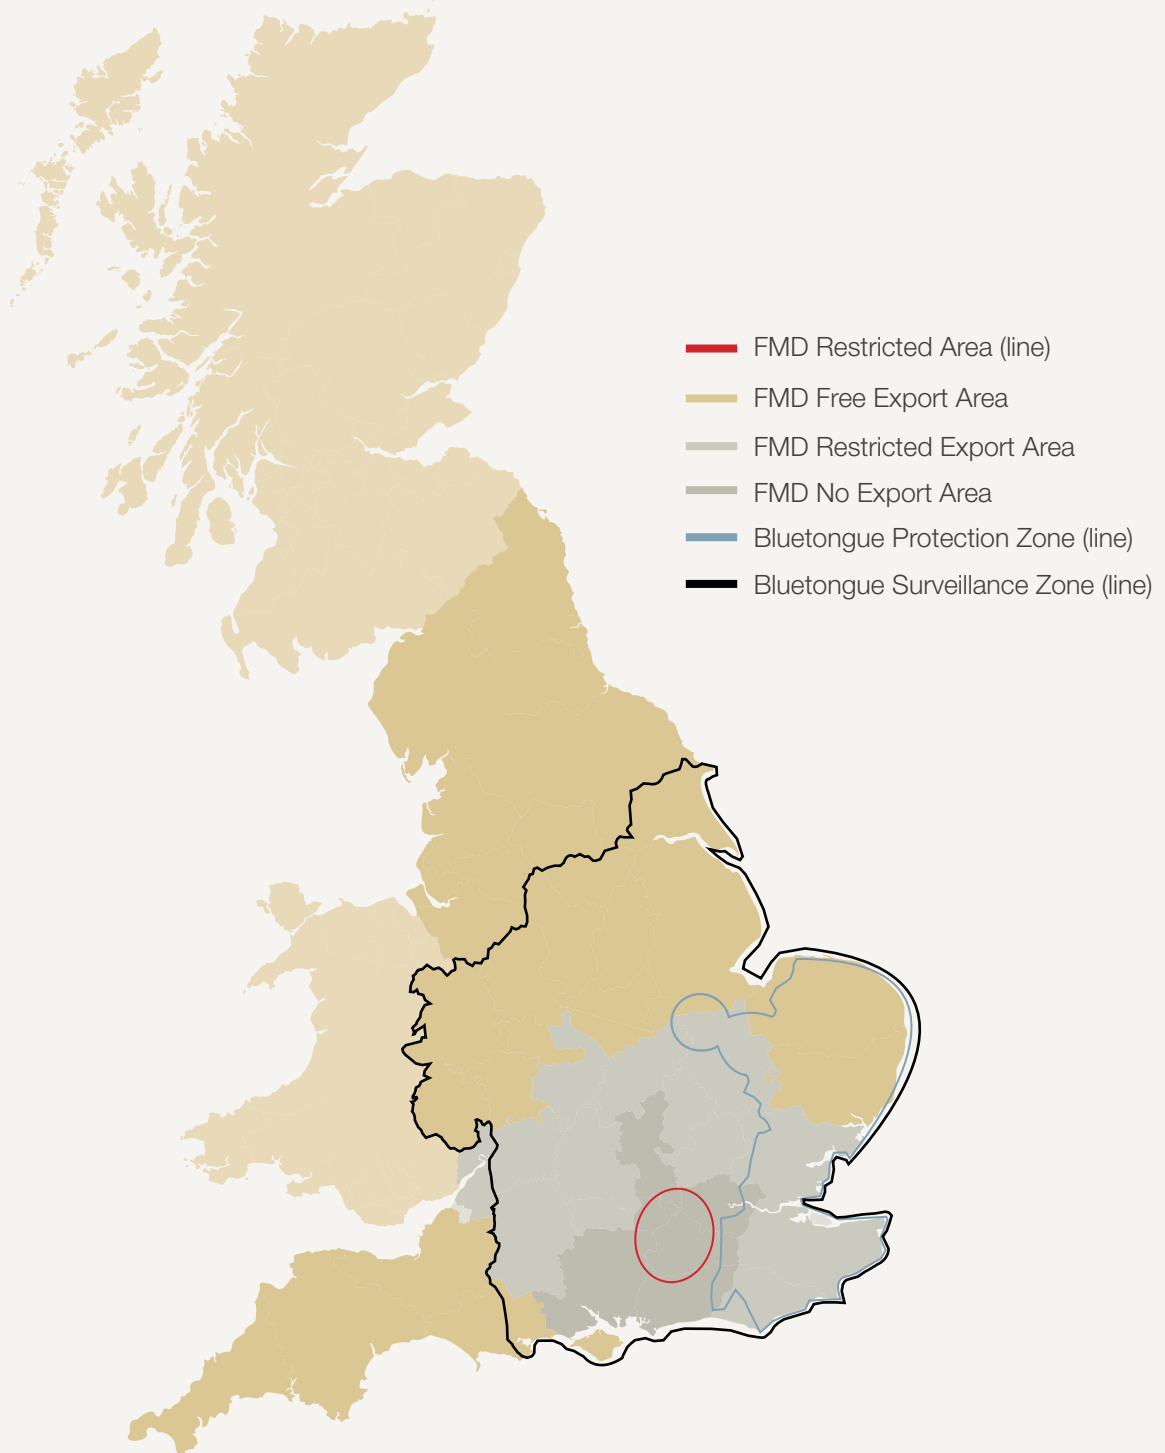 FMD Restricted Area (line)
FMD Free Export Area
FMD Restricted Export Area
FMD No Export Area
Bluetongue Protection Zone (line)
Bluetongue Surveillance Zone (line)